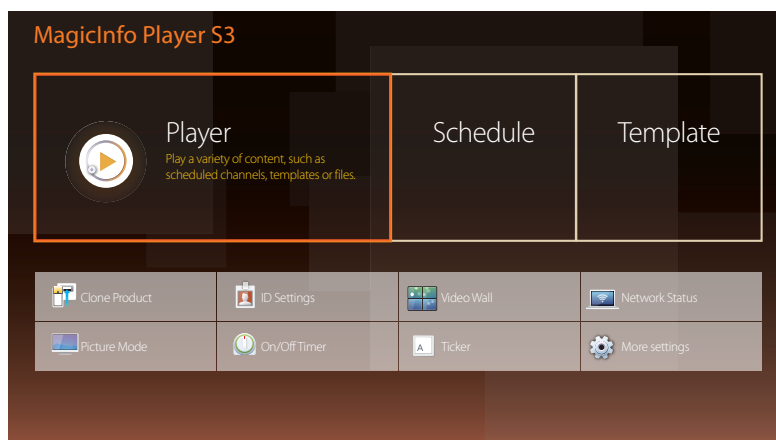 MagicInfo Player S3
Player
Play a variety of content, such as
scheduled channels, templates or files.
Schedule
Template
Clone Product
ID Settings
Video Wall
Network Status
Picture Mode
On/Off Timer
A
Ticker
More settings